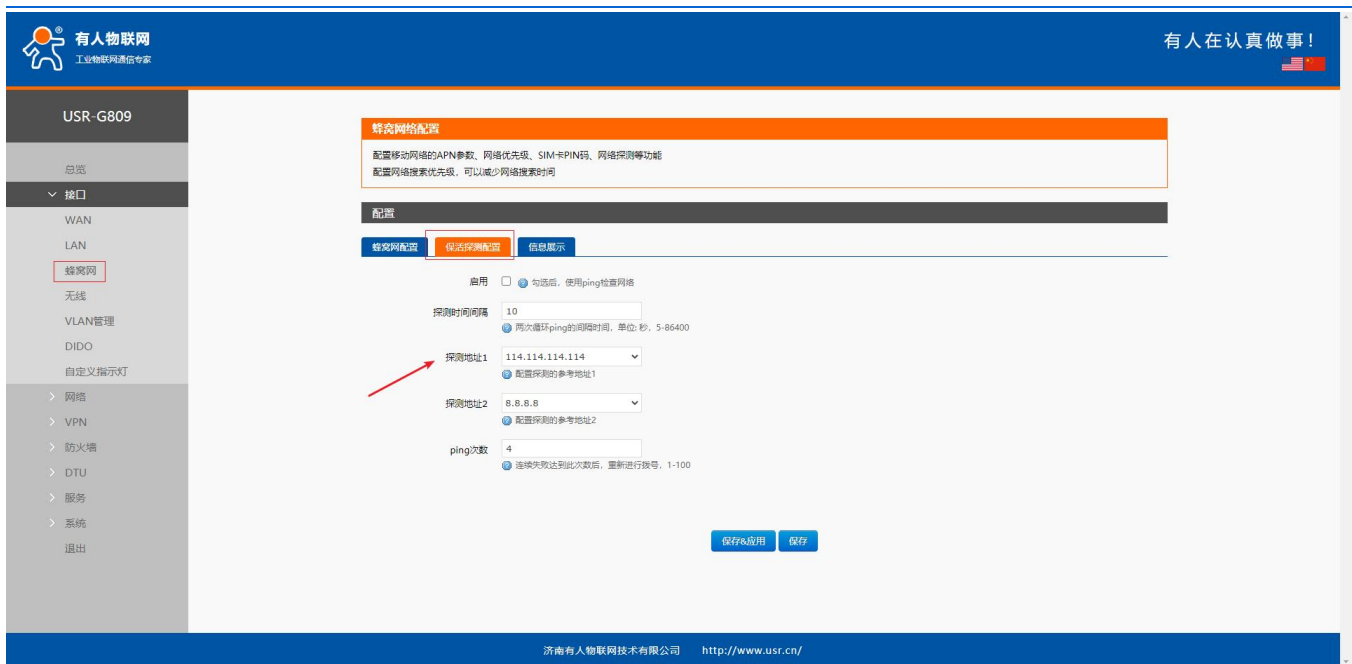 有人物联网
工业物联网通信专家
有人在认真做事!
USR-G809
总览
接口
WAN
LAN
蜂窝网
无线
VLAN管理
DIDO
自定义指示灯
网络
VPN
防火墙
DTU
服务
系统
退出
蜂窝网络配置
配置移动网络的APN参数、网络优先级、SIM卡PIN码、网络探测等功能
配置网络搜素优先级，可以减少网络搜素时间
配置
蜂窝网配置 保活探测配置 信息展示
启用 勾选后，使用ping检查网络
探测时间间隔 10
两次循环ping的间隔时间，单位: 秒，5-86400
探测地址1 114.114.114.114
配置探测的参考地址1
探测地址2 8.8.8.8
配置探测的参考地址2
ping次数 4
连续失败达到此次数后，重新进行拨号，1-100
保存&应用 保存
济南有人物联网技术有限公司 http://www.usr.cn/